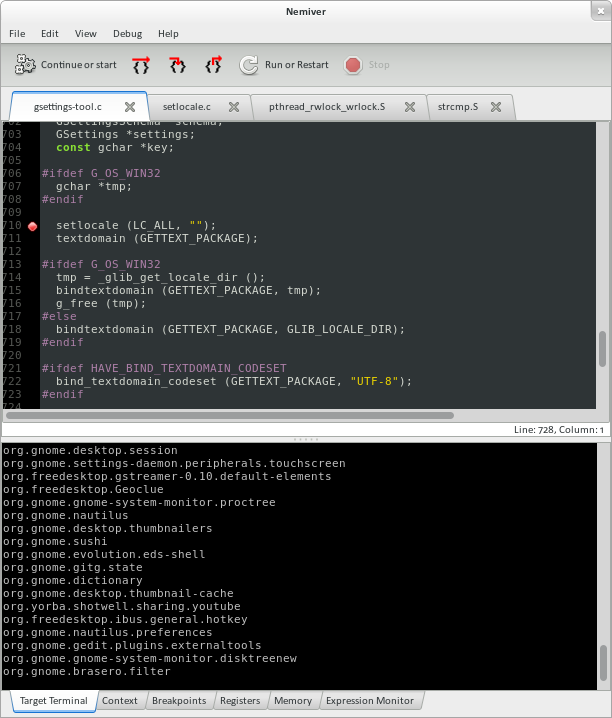 Nemiver
File Edit View Debug Help
Continue or start Run or Restart Stop
gsettings-tool.c setlocale.c pthread_rwlock_wrlock.S strcmp.S
702 GSettingsSchema *schema;
703 GSettings *settings;
704 const gchar *key;
705
706 #ifdef G_OS_WIN32
707 gchar *tmp;
708 #endif
709
710 setlocale (LC_ALL, "");
711 textdomain (GETTEXT_PACKAGE);
712
713 #ifdef G_OS_WIN32
714 tmp = _glib_get_locale_dir ();
715 bindtextdomain (GETTEXT_PACKAGE, tmp);
716 g_free (tmp);
717 #else
718 bindtextdomain (GETTEXT_PACKAGE, GLIB_LOCALE_DIR);
719 #endif
720
721 #ifdef HAVE_BIND_TEXTDOMAIN_CODESET
722 bind_textdomain_codeset (GETTEXT_PACKAGE, "UTF-8");
723 #endif
724
Line: 728, Column: 1
org.gnome.desktop.session
org.gnome.settings-daemon.peripherals.touchscreen
org.freedesktop.gstreamer-0.10.default-elements
org.freedesktop.Geoclue
org.gnome.gnome-system-monitor.proctree
org.gnome.nautilus
org.gnome.desktop.thumbnailers
org.gnome.sushi
org.gnome.evolution.eds-shell
org.gnome.gitg.state
org.gnome.dictionary
org.gnome.desktop.thumbnail-cache
org.yorba.shotwell.sharing.youtube
org.freedesktop.ibus.general.hotkey
org.gnome.nautilus.preferences
org.gnome.gedit.plugins.externaltools
org.gnome.gnome-system-monitor.disktreenew
org.gnome.brasero.filter
Target Terminal Context Breakpoints Registers Memory Expression Monitor